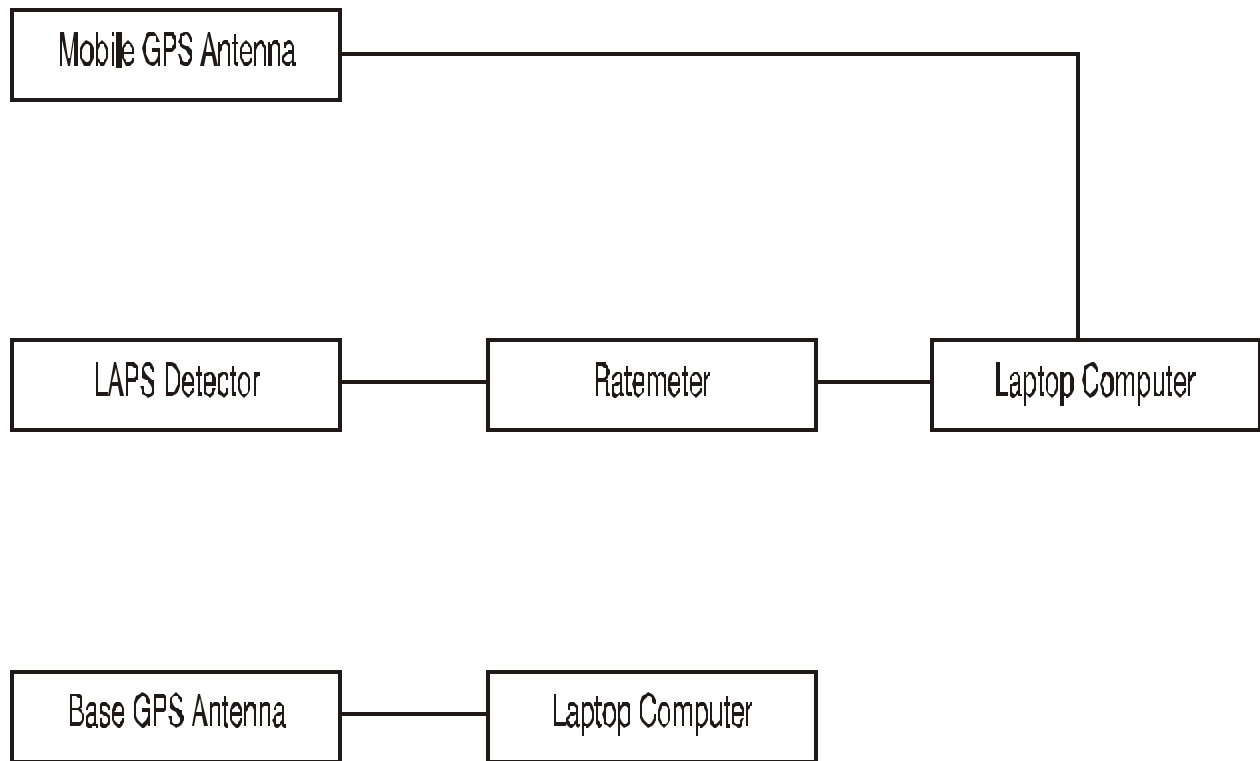 Mobile GPS Antenna
LAPS Detector
Ratemeter
Laptop Computer
Base GPS Antenna
Laptop Computer